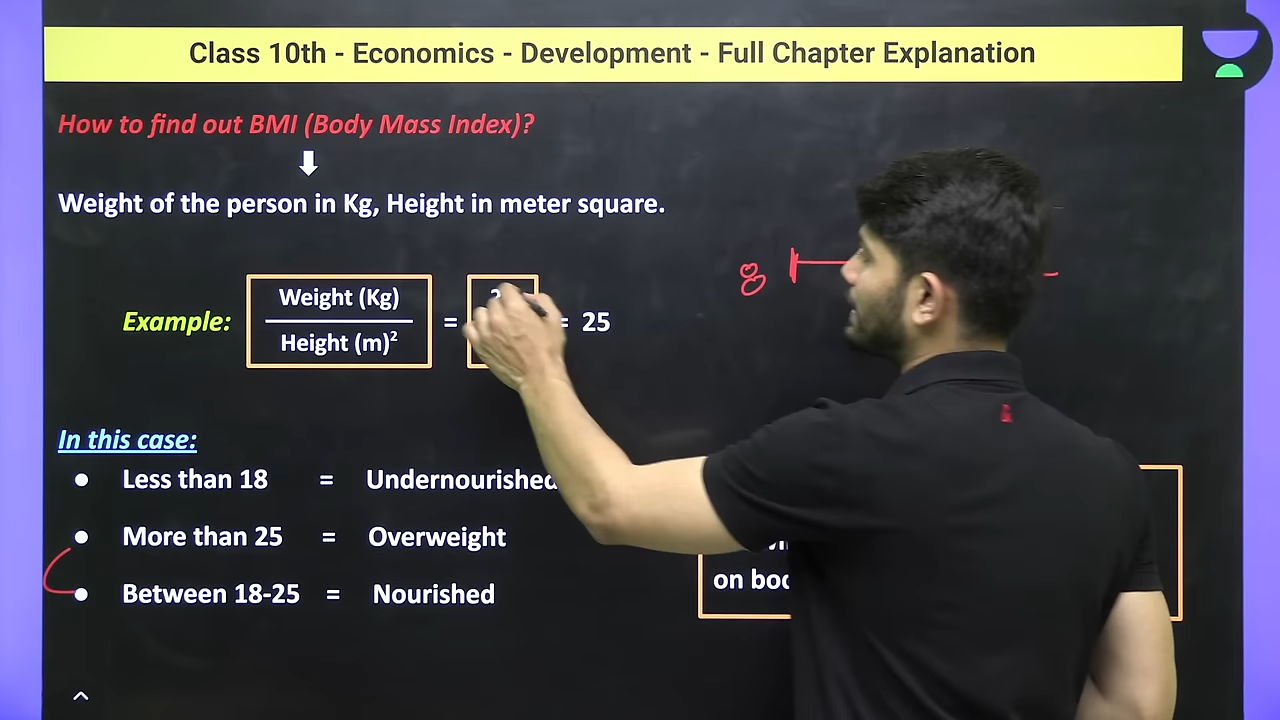 Class 10th - Economics - Development - Full Chapter Explanation
How to find out BMI (Body Mass Index)?
Weight of the person in Kg, Height in meter square.
8
Example: Weight (Kg) = = 25
Height (m)²
In this case:
● Less than 18 = Undernourished
● More than 25 = Overweight
● Between 18-25 = Nourished
on